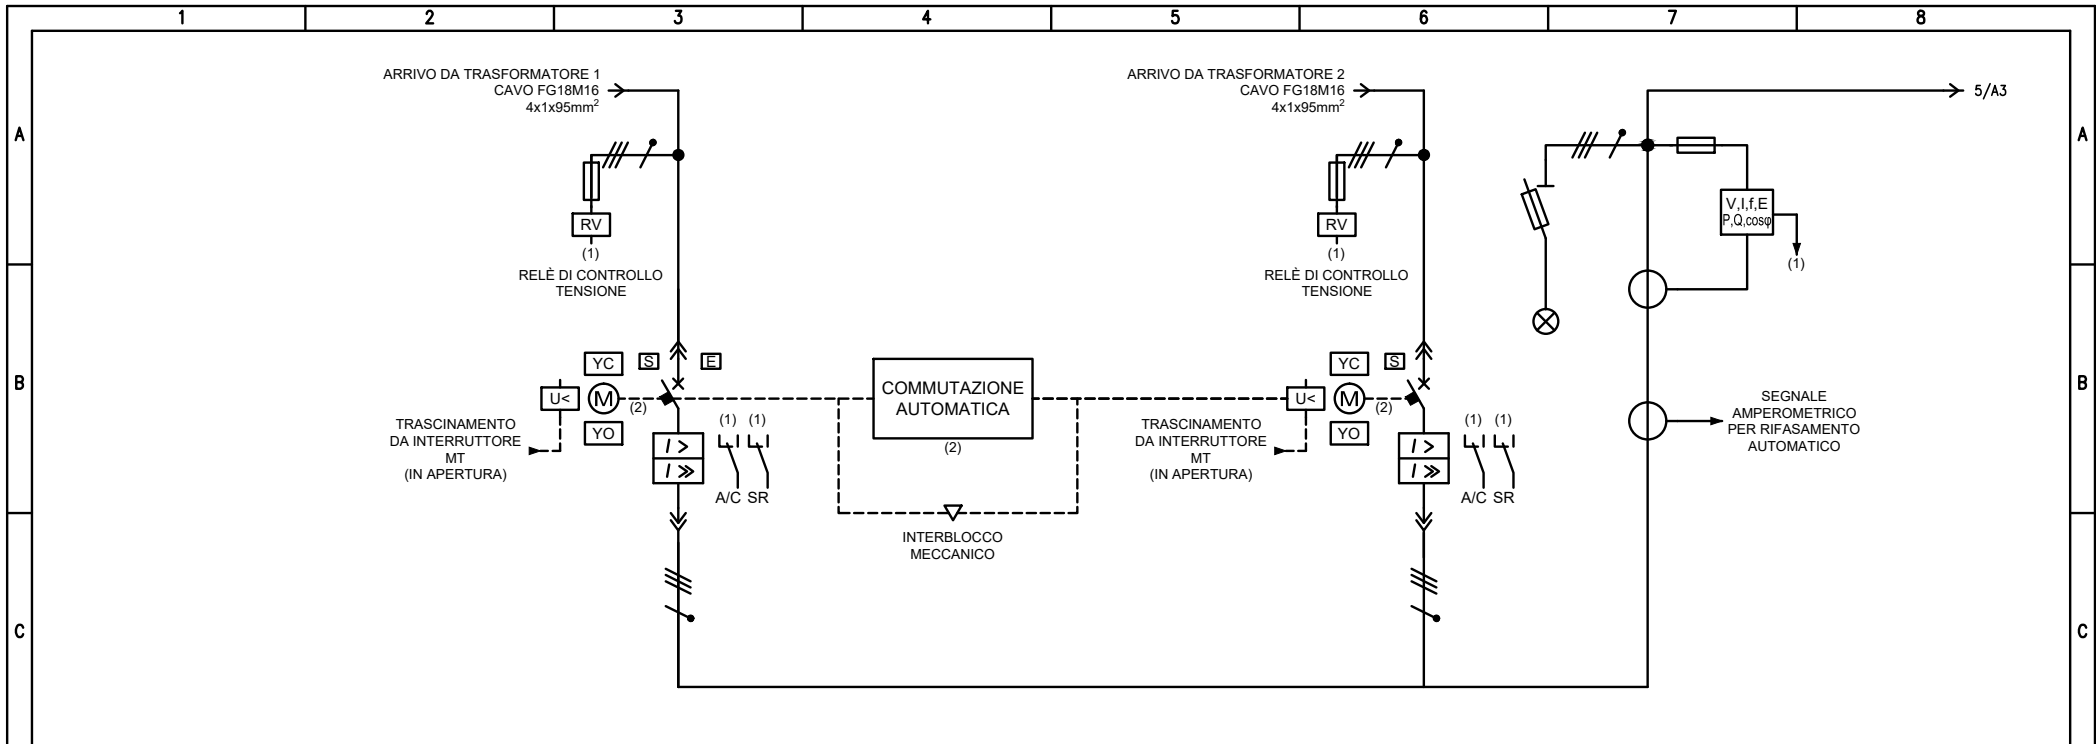 1 2 3 4 5 6 7 8
A
B
C
ARRIVO DA TRASFORMATORE 1
CAVO FG18M16
4x1x95mm²
RV
(1)
RELÈ DI CONTROLLO
TENSIONE
YC
S
E
U<
M
(2)
YO
TRASCINAMENTO
DA INTERRUTTORE
MT
(IN APERTURA)
I >
I ≫
(1) (1)
A/C SR
COMMUTAZIONE
AUTOMATICA
(2)
INTERBLOCCO
MECCANICO
ARRIVO DA TRASFORMATORE 2
CAVO FG18M16
4x1x95mm²
RV
(1)
RELÈ DI CONTROLLO
TENSIONE
YC
S
U<
M
(2)
YO
TRASCINAMENTO
DA INTERRUTTORE
MT
(IN APERTURA)
I >
I ≫
(1) (1)
A/C SR
5/A3
V,I,f,E
P,Q,cosφ
(1)
SEGNALE
AMPEROMETRICO
PER RIFASAMENTO
AUTOMATICO
A
B
C